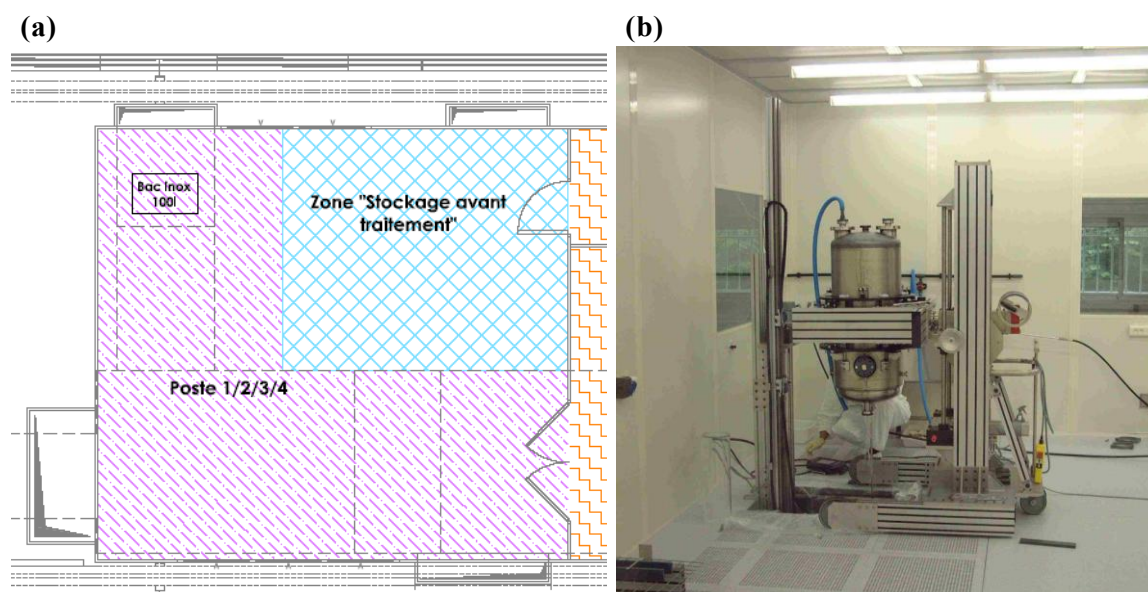 (a)
(b)
Bac Inox
100l
Zone "Stockage avant
traitement"
Poste 1/2/3/4